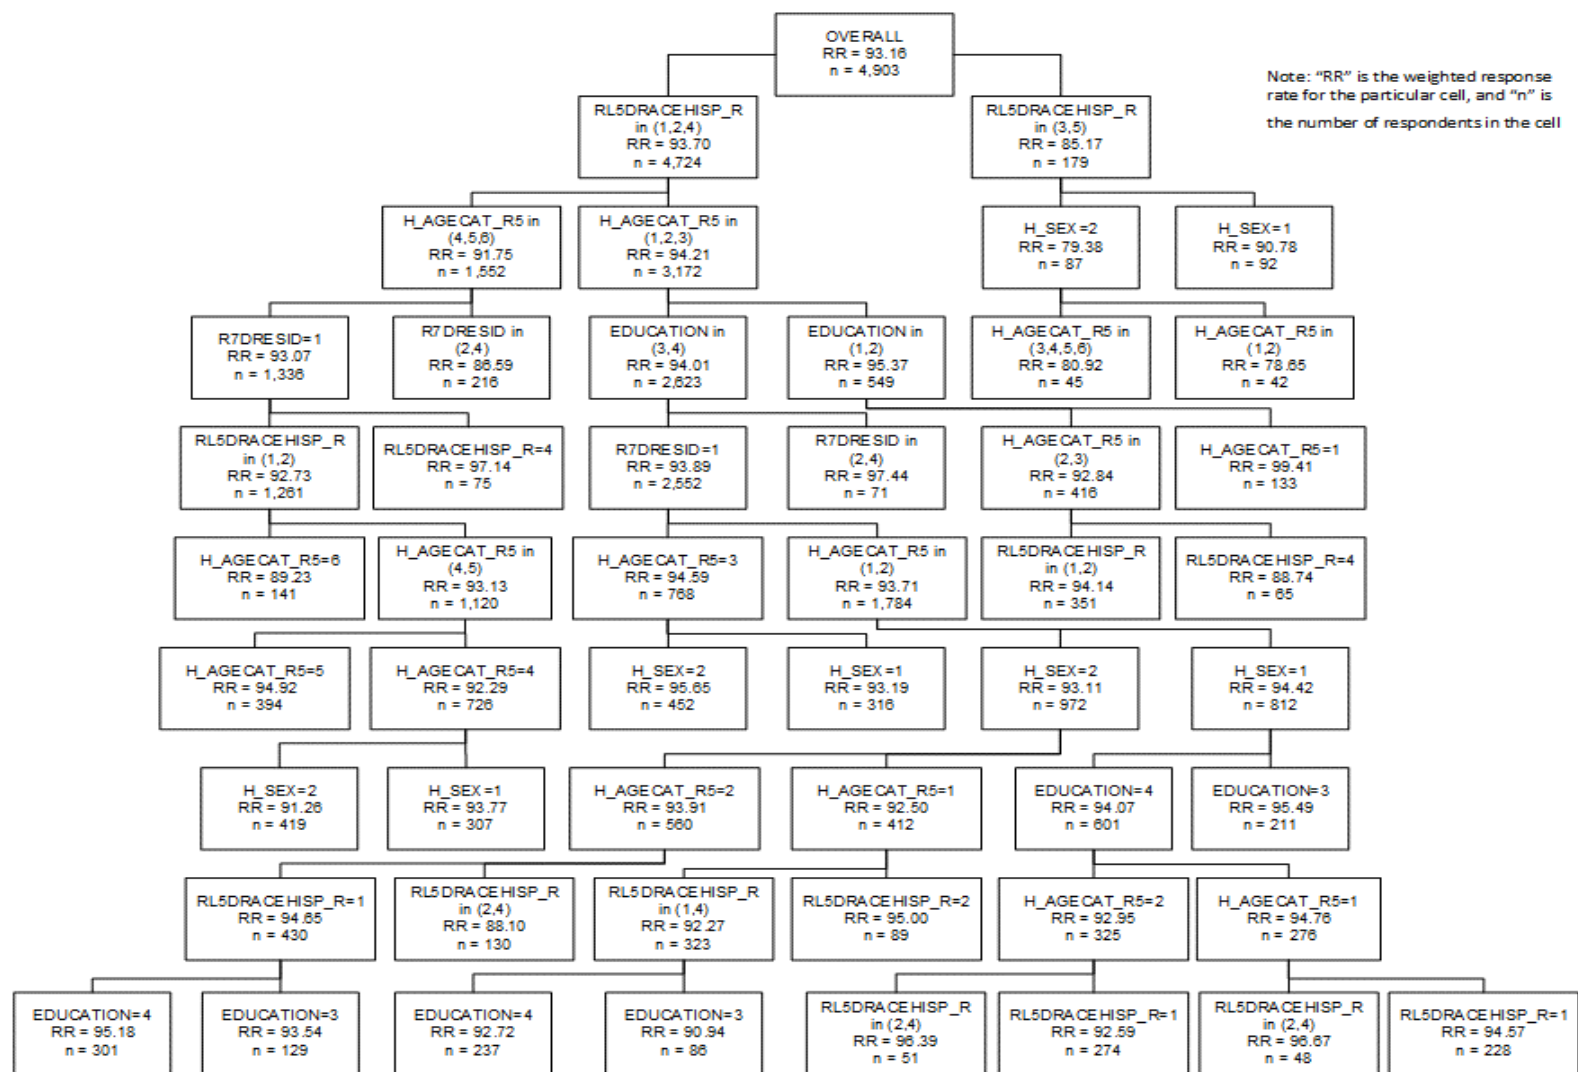 OVERALL
RR = 93.16
n = 4,903
Note: “RR” is the weighted response
rate for the particular cell, and “n” is
the number of respondents in the cell
RL5DRACEHISP_R
in (1,2,4)
RR = 93.70
n = 4,724
RL5DRACEHISP_R
in (3,5)
RR = 85.17
n = 179
H_AGECAT_R5 in
(4,5,6)
RR = 91.75
n = 1,552
H_AGECAT_R5 in
(1,2,3)
RR = 94.21
n = 3,172
H_SEX=2
RR = 79.38
n = 87
H_SEX=1
RR = 90.78
n = 92
R7DRESID=1
RR = 93.07
n = 1,336
R7DRESID in
(2,4)
RR = 86.59
n = 216
EDUCATION in
(3,4)
RR = 94.01
n = 2,623
EDUCATION in
(1,2)
RR = 95.37
n = 549
H_AGECAT_R5 in
(3,4,5,6)
RR = 80.92
n = 45
H_AGECAT_R5 in
(1,2)
RR = 78.65
n = 42
RL5DRACEHISP_R
in (1,2)
RR = 92.73
n = 1,261
RL5DRACEHISP_R=4
RR = 97.14
n = 75
R7DRESID=1
RR = 93.89
n = 2,552
R7DRESID in
(2,4)
RR = 97.44
n = 71
H_AGECAT_R5 in
(2,3)
RR = 92.84
n = 416
H_AGECAT_R5=1
RR = 99.41
n = 133
H_AGECAT_R5=6
RR = 89.23
n = 141
H_AGECAT_R5 in
(4,5)
RR = 93.13
n = 1,120
H_AGECAT_R5=3
RR = 94.59
n = 768
H_AGECAT_R5 in
(1,2)
RR = 93.71
n = 1,784
RL5DRACEHISP_R
in (1,2)
RR = 94.14
n = 351
RL5DRACEHISP_R=4
RR = 88.74
n = 65
H_AGECAT_R5=5
RR = 94.92
n = 394
H_AGECAT_R5=4
RR = 92.29
n = 726
H_SEX=2
RR = 95.65
n = 452
H_SEX=1
RR = 93.19
n = 316
H_SEX=2
RR = 93.11
n = 972
H_SEX=1
RR = 94.42
n = 812
H_SEX=2
RR = 91.26
n = 419
H_SEX=1
RR = 93.77
n = 307
H_AGECAT_R5=2
RR = 93.91
n = 560
H_AGECAT_R5=1
RR = 92.50
n = 412
EDUCATION=4
RR = 94.07
n = 601
EDUCATION=3
RR = 95.49
n = 211
RL5DRACEHISP_R=1
RR = 94.65
n = 430
RL5DRACEHISP_R
in (2,4)
RR = 88.10
n = 130
RL5DRACEHISP_R
in (1,4)
RR = 92.27
n = 323
RL5DRACEHISP_R=2
RR = 95.00
n = 89
H_AGECAT_R5=2
RR = 92.95
n = 325
H_AGECAT_R5=1
RR = 94.76
n = 276
EDUCATION=4
RR = 95.18
n = 301
EDUCATION=3
RR = 93.54
n = 129
EDUCATION=4
RR = 92.72
n = 237
EDUCATION=3
RR = 90.94
n = 86
RL5DRACEHISP_R
in (2,4)
RR = 96.39
n = 51
RL5DRACEHISP_R=1
RR = 92.59
n = 274
RL5DRACEHISP_R
in (2,4)
RR = 96.67
n = 48
RL5DRACEHISP_R=1
RR = 94.57
n = 228